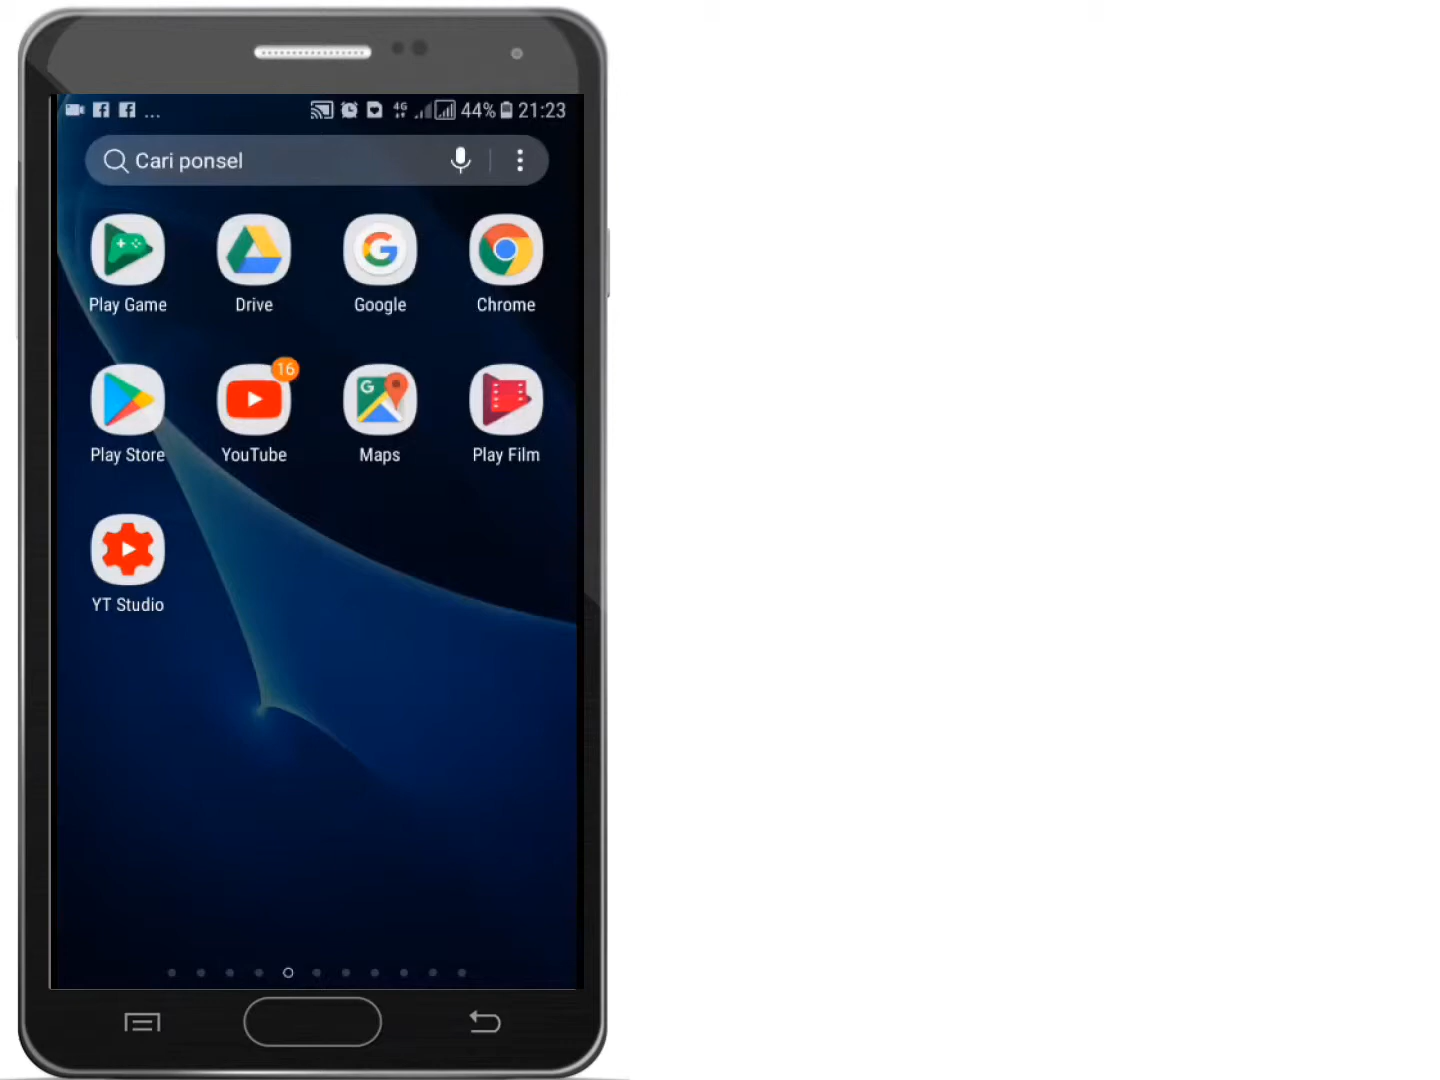 ... 4G 44% 21:23
Cari ponsel
Play Game Drive Google Chrome
16
Play Store YouTube Maps Play Film
YT Studio